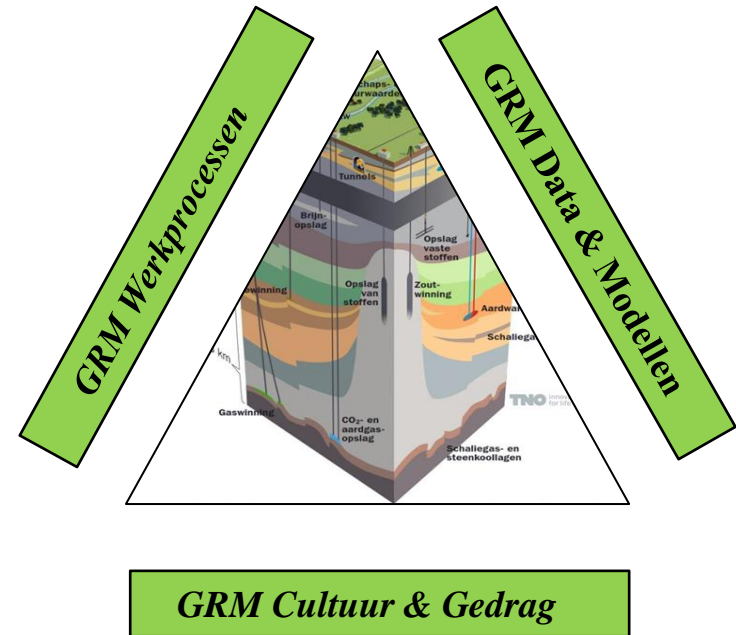 GRM Werkprocessen
GRM Data & Modellen
Tunnels
Brijn-
opslag
Opslag
vaste
stoffen
Opslag
van
stoffen
Zout-
winning
km
Gaswinning
CO₂- en
aardgas-
opslag
TNO
Schaliegas- en
steenkoollagen
GRM Cultuur & Gedrag